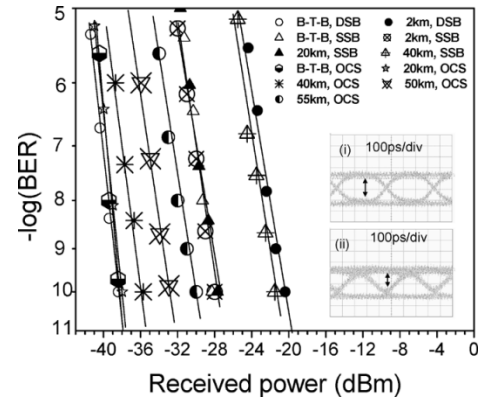 5
6
7
8
9
10
11
-log(BER)
B-T-B, DSB
2km, DSB
B-T-B, SSB
2km, SSB
20km, SSB
40km, SSB
B-T-B, OCS
20km, OCS
40km, OCS
50km, OCS
55km, OCS
(i)
100ps/div
(ii)
100ps/div
-40 -36 -32 -28 -24 -20 -16 -12 -8 -4 0
Received power (dBm)